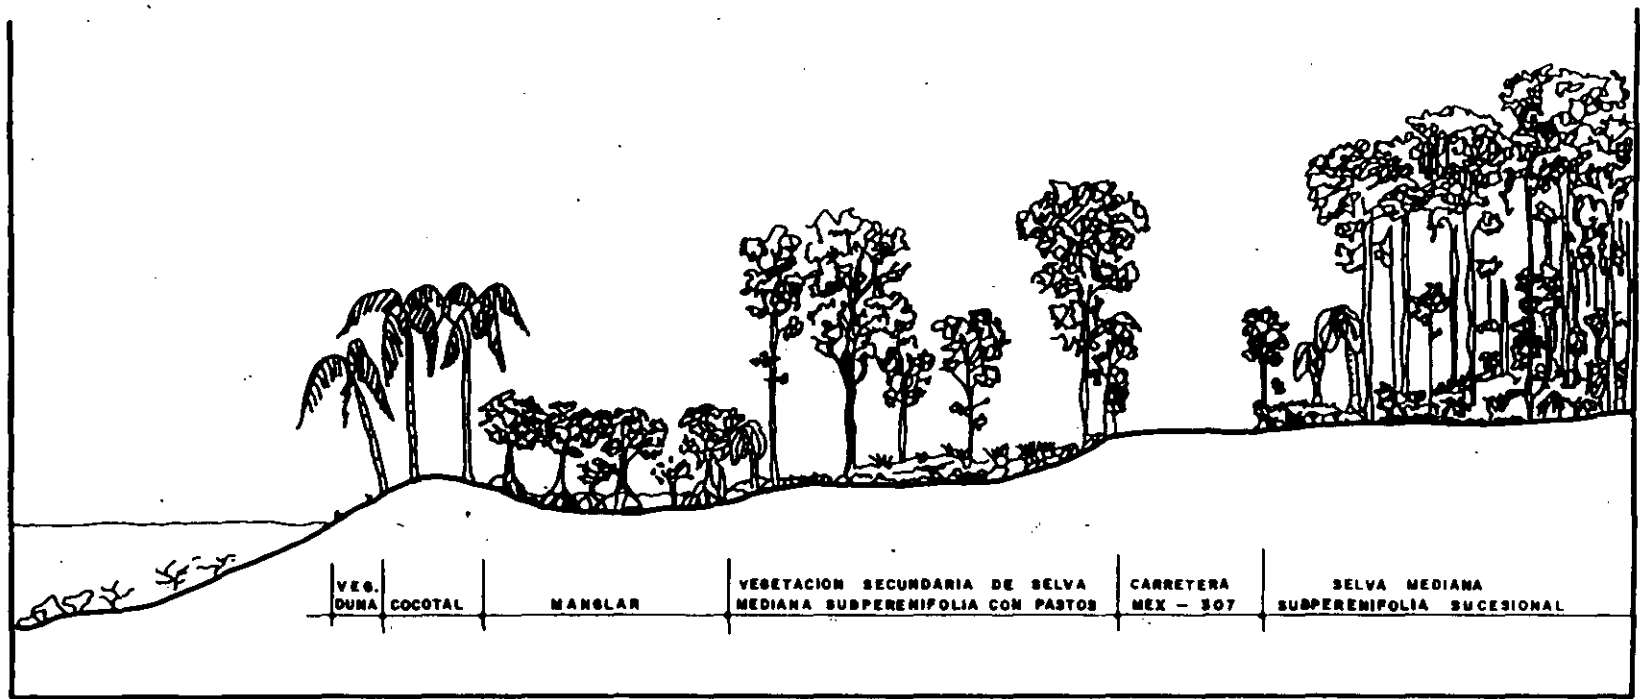 VEG.
DUNA
COCOTAL
MANGLAR
VEGETACION SECUNDARIA DE SELVA
MEDIANA SUBPERENIFOLIA CON PASTOS
CARRETERA
MEX - 307
SELVA MEDIANA
SUBPERENIFOLIA SUCESIONAL